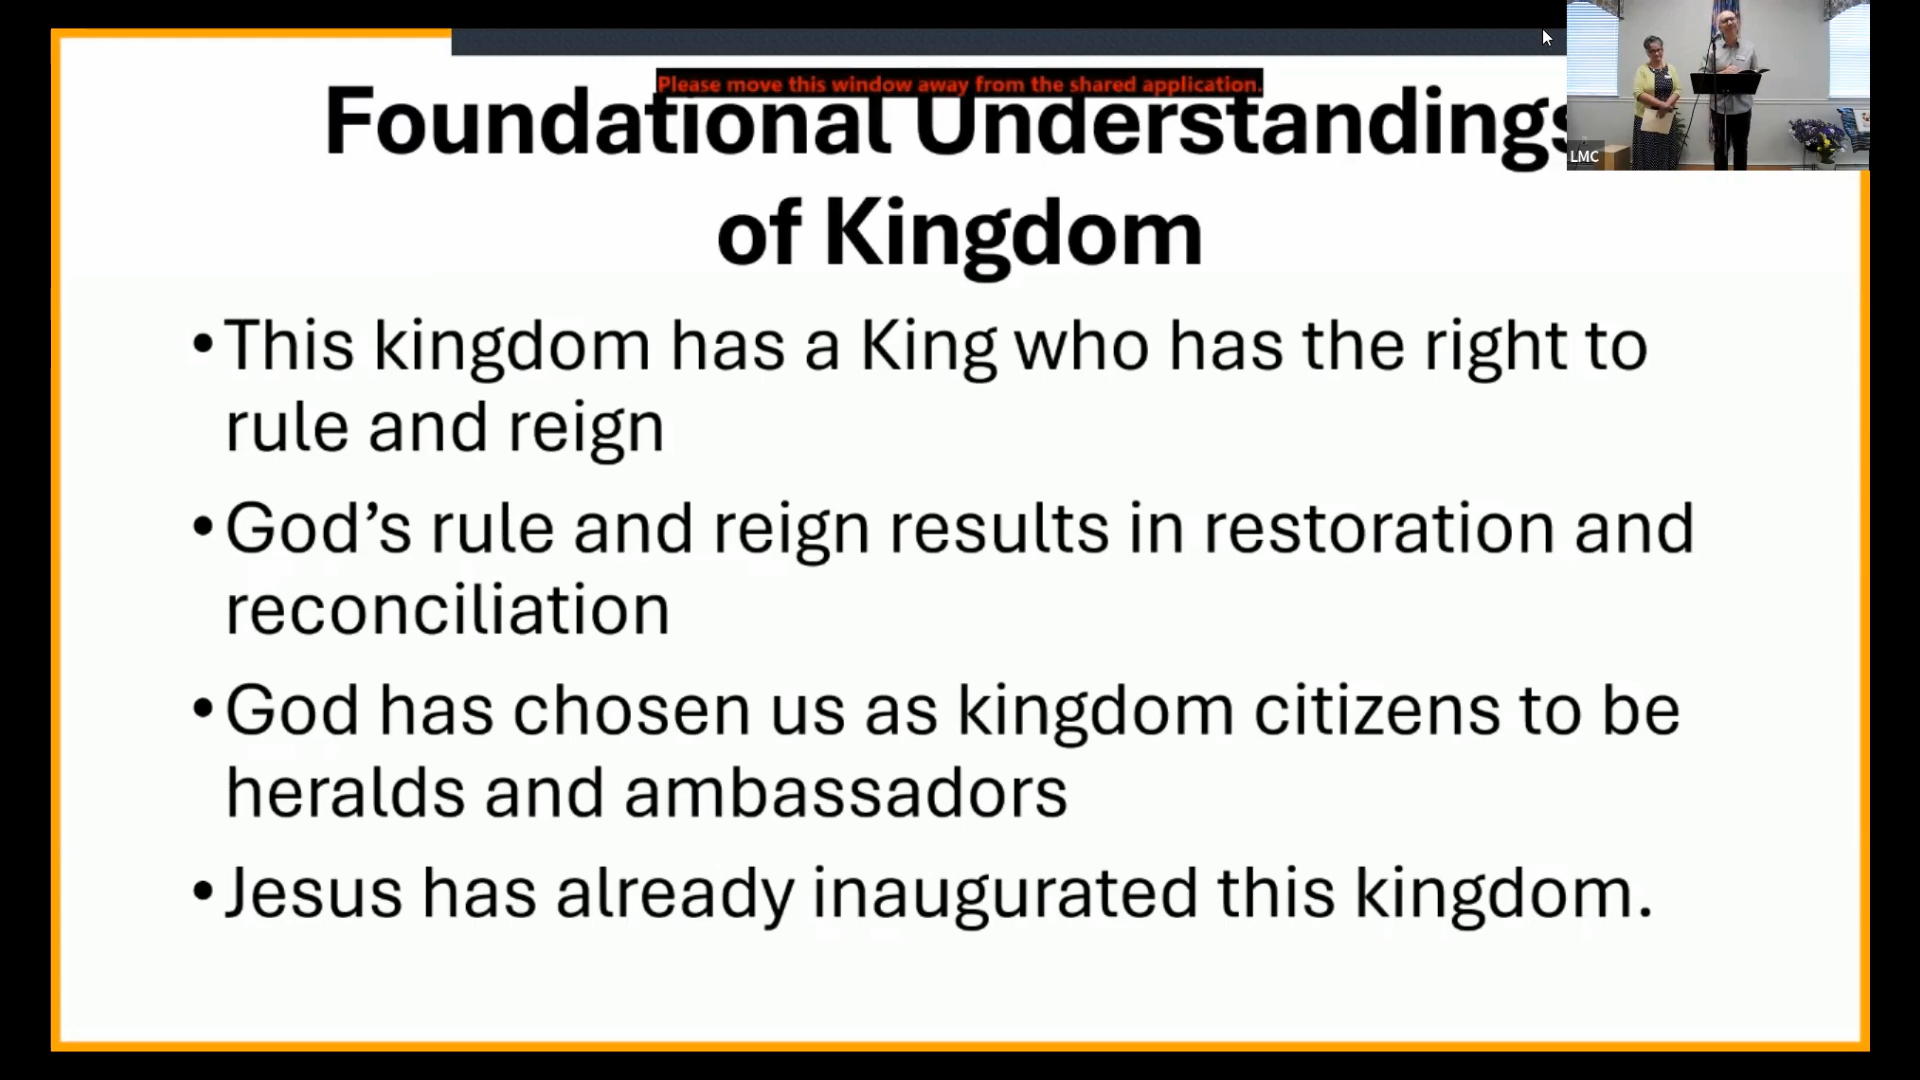 Please move this window away from the shared application.
Foundational Understandings
of Kingdom
LMC
•This kingdom has a King who has the right to
rule and reign
•God’s rule and reign results in restoration and
reconciliation
•God has chosen us as kingdom citizens to be
heralds and ambassadors
•Jesus has already inaugurated this kingdom.